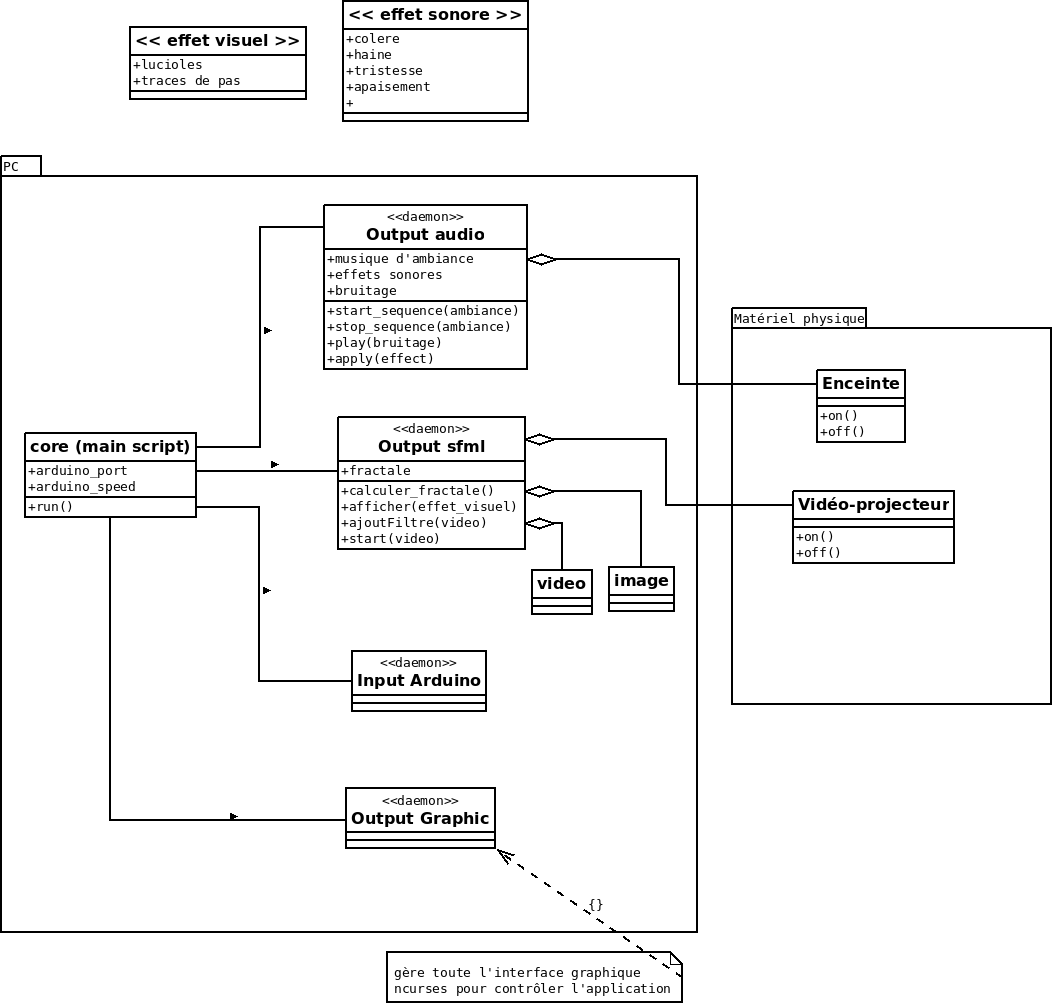 << effet sonore >>
+colere
+haine
+tristesse
+apaisement
+
<< effet visuel >>
+lucioles
+traces de pas
PC
<<daemon>>
Output audio
+musique d'ambiance
+effets sonores
+bruitage
+start_sequence(ambiance)
+stop_sequence(ambiance)
+play(bruitage)
+apply(effect)
Matériel physique
Enceinte
+on()
+off()
core (main script)
+arduino_port
+arduino_speed
+run()
<<daemon>>
Output sfml
+fractale
+calculer_fractale()
+afficher(effet_visuel)
+ajoutFiltre(video)
+start(video)
Vidéo-projecteur
+on()
+off()
video
image
<<daemon>>
Input Arduino
<<daemon>>
Output Graphic
{}
gère toute l'interface graphique
ncurses pour contrôler l'application